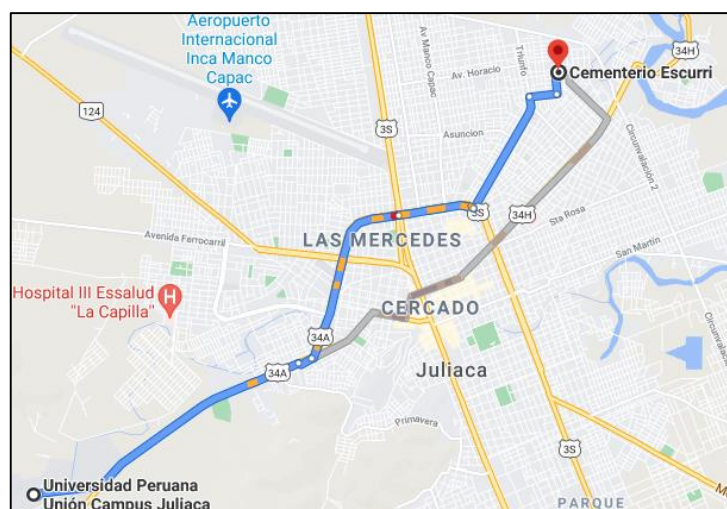 Aeropuerto
Internacional
Inca Manco
Capac
Av Manco
Capac
Triunfo
34H
Cementerio Escurri
Av. Horacio
124
3S
Asuncion
Circunvalación 2
3S
34H
Sta Rosa
LAS MERCEDES
Avenida Ferrocarril
San Martin
Hospital III Essalud
"La Capilla"
CERCADO
Circunvalación
34A
Juliaca
34A
Primavera
3S
Universidad Peruana
Unión Campus Juliaca
PARQUE